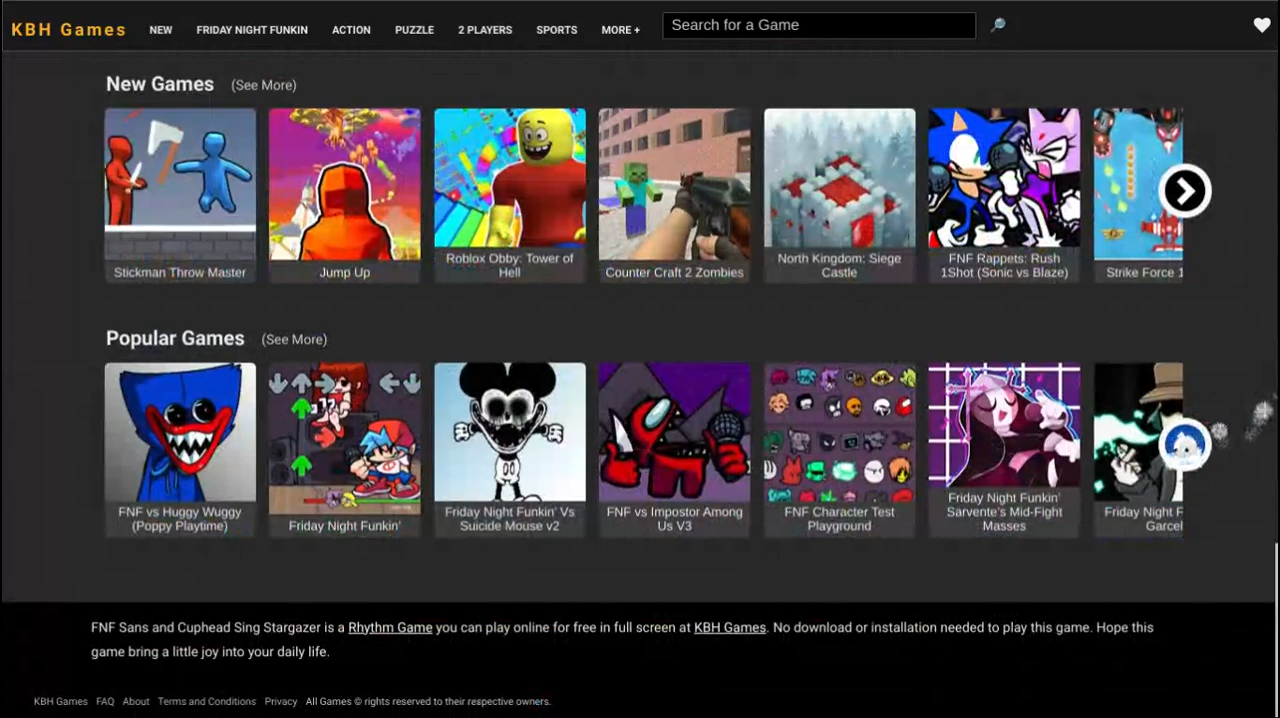 KBH Games NEW FRIDAY NIGHT FUNKIN ACTION PUZZLE 2 PLAYERS SPORTS MORE + Search for a Game
New Games (See More)
Stickman Throw Master
Jump Up
Roblox Obby: Tower of
Hell
Counter Craft 2 Zombies
North Kingdom: Siege
Castle
FNF Rappets: Rush
1Shot (Sonic vs Blaze)
Strike Force 1
Popular Games (See More)
FNF vs Huggy Wuggy
(Poppy Playtime)
Friday Night Funkin'
Friday Night Funkin' Vs
Suicide Mouse v2
FNF vs Impostor Among
Us V3
FNF Character Test
Playground
Friday Night Funkin'
Sarvente's Mid-Fight
Masses
Friday Night F
Garcel
FNF Sans and Cuphead Sing Stargazer is a Rhythm Game you can play online for free in full screen at KBH Games. No download or installation needed to play this game. Hope this
game bring a little joy into your daily life.
KBH Games FAQ About Terms and Conditions Privacy All Games © rights reserved to their respective owners.